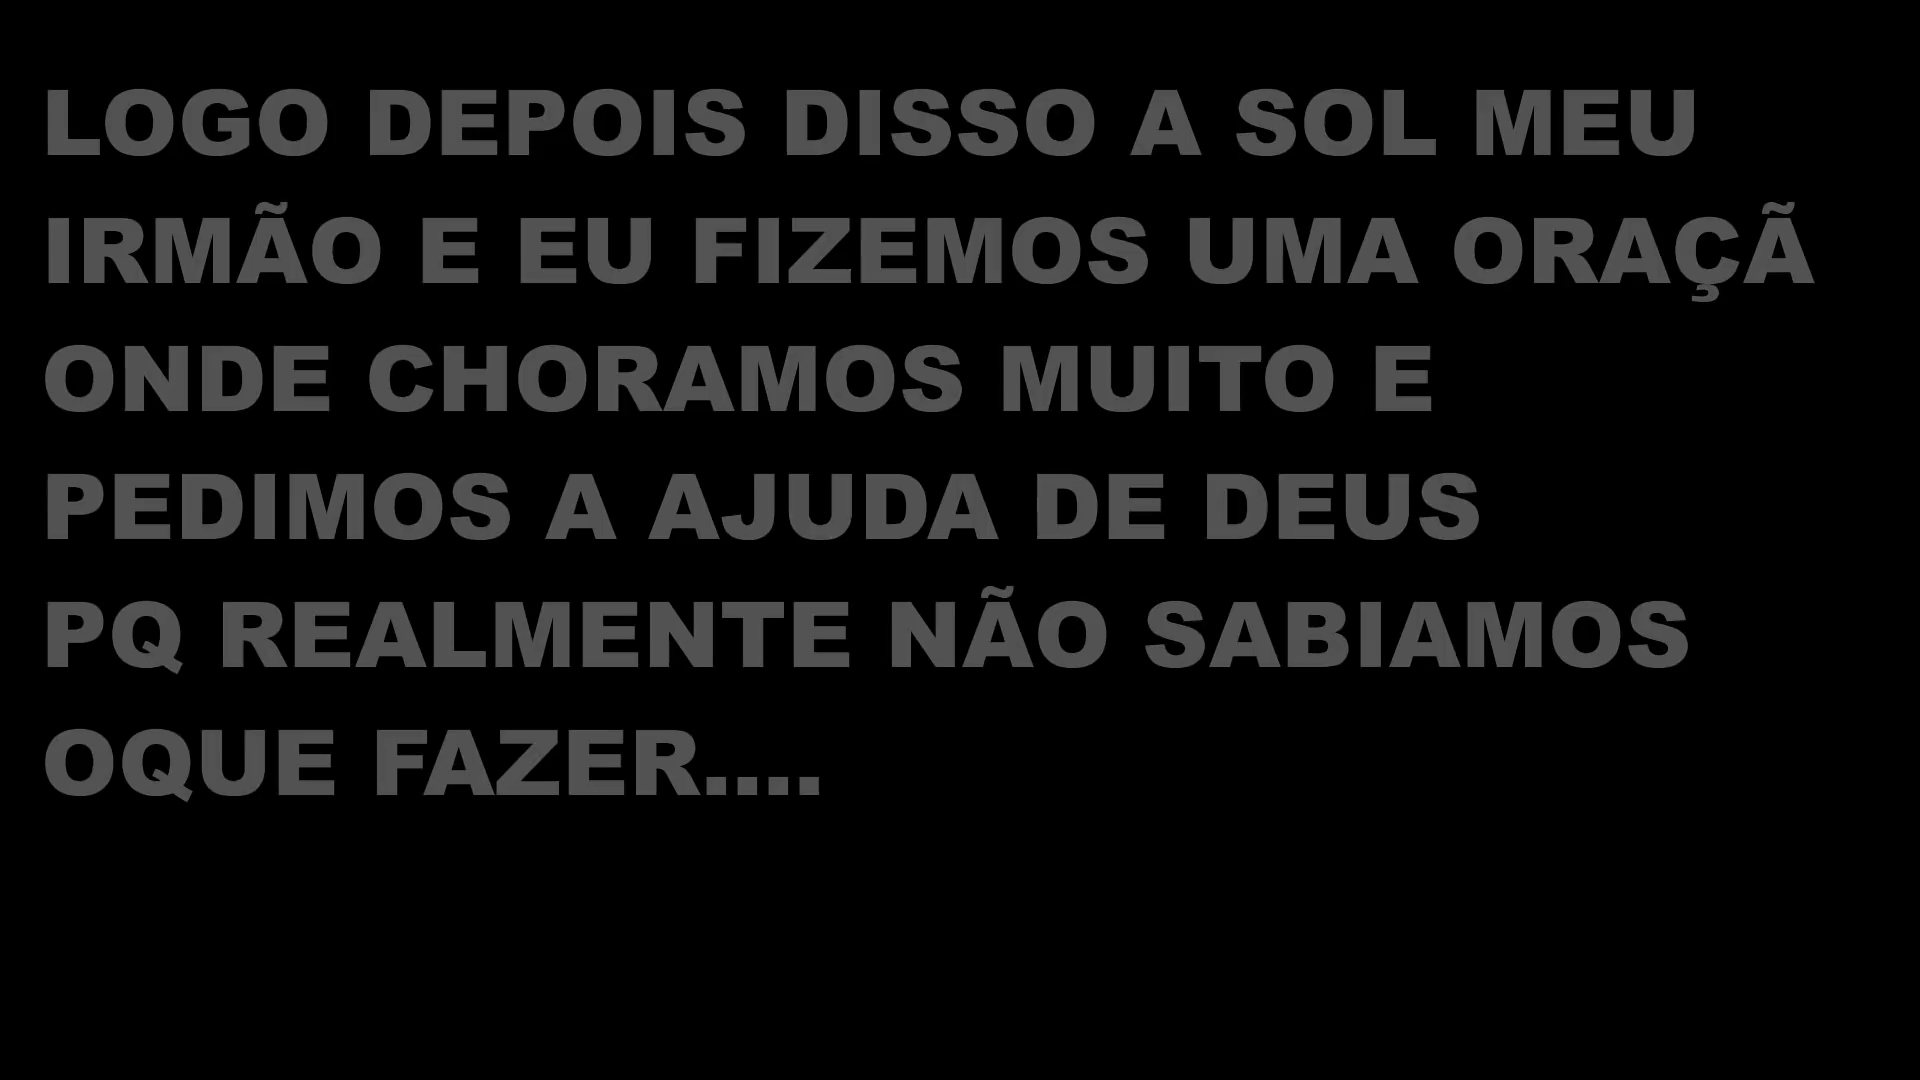 LOGO DEPOIS DISSO A SOL MEU
IRMÃO E EU FIZEMOS UMA ORAÇÃ
ONDE CHORAMOS MUITO E
PEDIMOS A AJUDA DE DEUS
PQ REALMENTE NÃO SABIAMOS
OQUE FAZER....